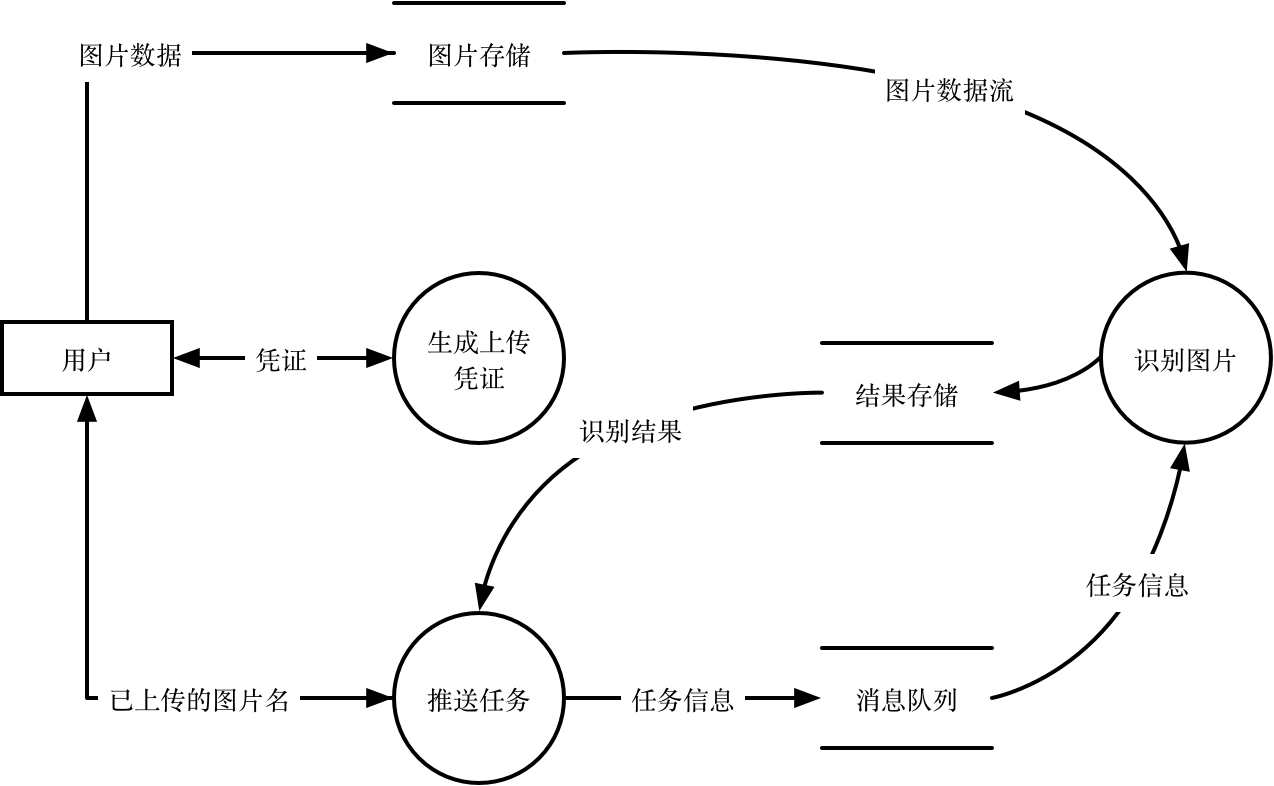 图片数据
图片存储
图片数据流
用户
凭证
生成上传
凭证
结果存储
识别图片
识别结果
任务信息
已上传的图片名
推送任务
任务信息
消息队列